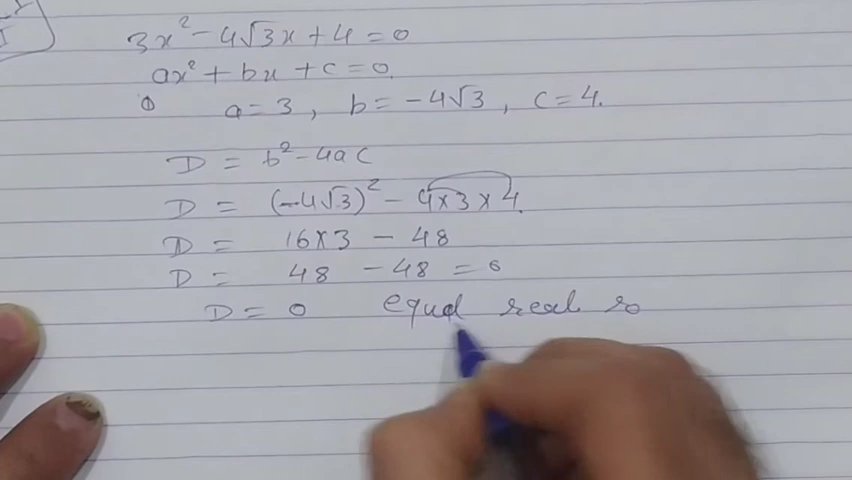 3x² - 4√3x + 4 = 0
ax² + bx + c = 0.
a = 3 , b = -4√3 , c = 4.
D = b² - 4ac
D = (-4√3)² - 4×3×4.
D = 16×3 - 48
D = 48 - 48 = 0
D = 0 equal real ro